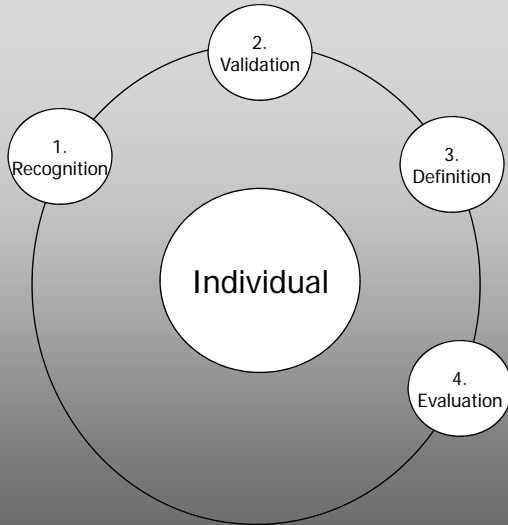 1.
Recognition
2.
Validation
3.
Definition
4.
Evaluation
Individual